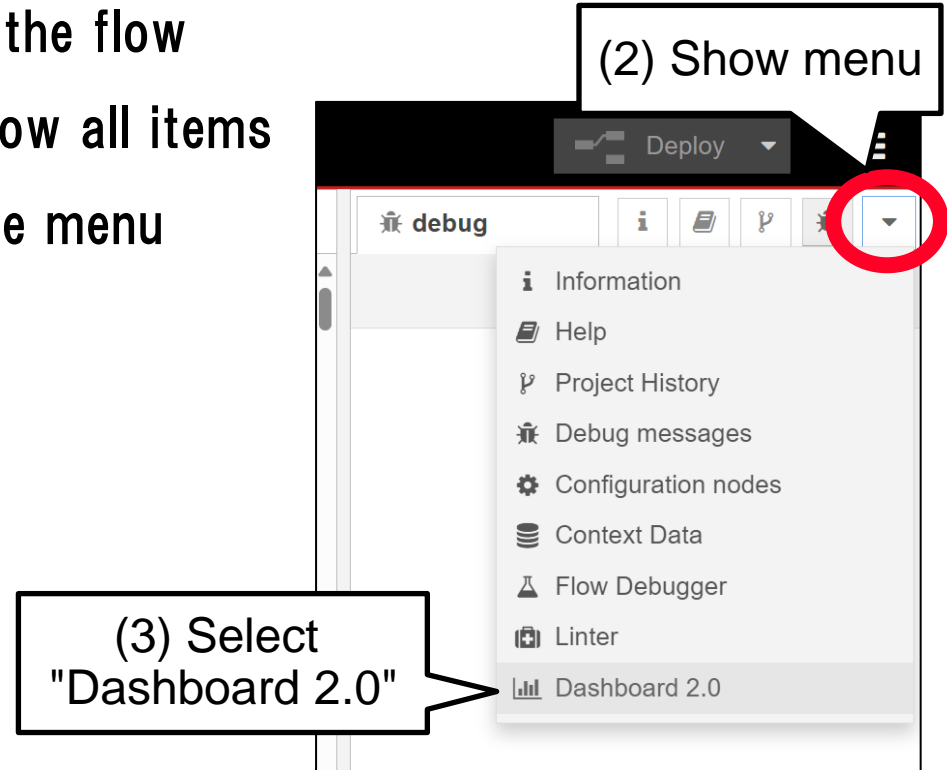 the flow
ow all items
e menu
(2) Show menu
Deploy
debug
Information
Help
Project History
Debug messages
Configuration nodes
Context Data
Flow Debugger
Linter
Dashboard 2.0
(3) Select
"Dashboard 2.0"